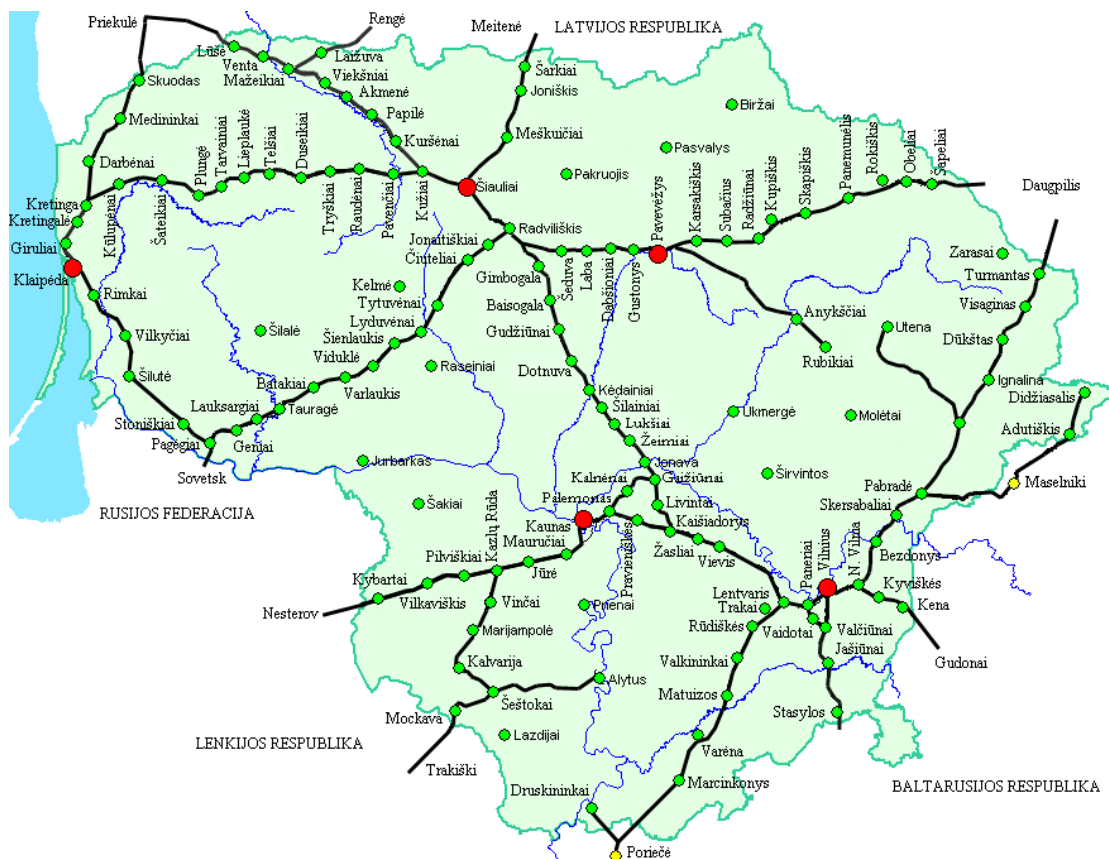 Rengė
Priekulė
Meitenė
LATVIJOS RESPUBLIKA
Lūšė
Venta
Mažeikiai
Laižuva
Viekšniai
Akmenė
Papilė
Kuršėnai
Skuodas
Medininkai
Darbėnai
Šarkiai
Joniškis
Meškuičiai
Biržai
Pasvalys
Pakruojis
Plungė
Tarvainiai
Lieplaukė
Telšiai
Duseikiai
Tryškiai
Raudėnai
Pavenčiai
Kužiai
Šiauliai
Kretinga
Kretingalė
Giruliai
Klaipėda
Kūlupėnai
Šateikiai
Radviliškis
Jonaitiškiai
Čiuteliai
Gimbogala
Baisogala
Gudžiūnai
Dotnuva
Šeduva
Laba
Dabšioniai
Gustonys
Pavevėžys
Karsakiškis
Subačius
Radžiūnai
Kupiškis
Skapiškis
Panemunėlis
Rokiškis
Obeliai
Šapeliai
Daugpilis
Zarasai
Turmantas
Visaginas
Dūkštas
Ignalina
Didžiasalis
Adutiškis
Maselniki
Utena
Anykščiai
Rubikiai
Rimkai
Vilkyčiai
Šilutė
Stoniškiai
Pagėgiai
Sovetsk
Šilalė
Kelmė
Tytuvėnai
Lyduvėnai
Šienlaukis
Viduklė
Batakiai
Varlaukis
Tauragė
Lauksargiai
Geniai
Raseiniai
Jurbarkas
Kėdainiai
Šilainiai
Lukšiai
Žeimiai
Jonava
Gužiūnai
Livintai
Kalnėnai
Palemonas
Kaunas
Ukmergė
Molėtai
Širvintos
Pabradė
Skersabaliai
RUSIJOS FEDERACIJA
Šakiai
Kazlų Rūda
Mauručiai
Jūrė
Pilviškiai
Kybartai
Vilkaviškis
Nesterov
Vinčai
Marijampolė
Kalvarija
Šeštokai
Mockava
Trakiški
Alytus
Lazdijai
Prienai
Pravieniškės
Kaišiadorys
Žasliai
Vievis
Lentvaris
Trakai
Rūdiškės
Valkininkai
Matuizos
Varėna
Marcinkonys
Druskininkai
Poriečė
Paneriai
Vilnius
N. Vilnia
Bezdonys
Kyviškės
Kena
Gudonai
Vaidotai
Valčiūnai
Jašiūnai
Stasylos
LENKIJOS RESPUBLIKA
BALTARUSIJOS RESPUBLIKA